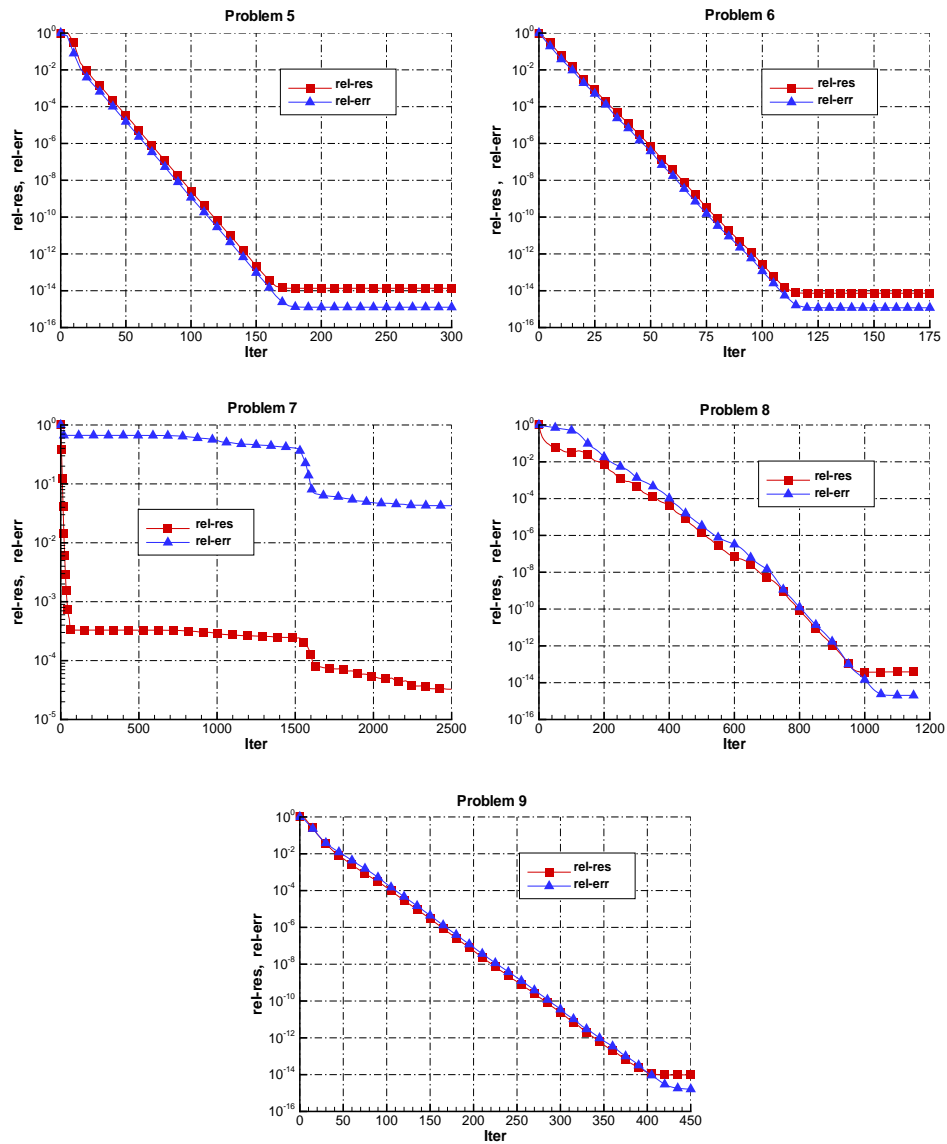 Problem 5
rel-res, rel-err
10^0
10^-2
10^-4
10^-6
10^-8
10^-10
10^-12
10^-14
10^-16
rel-res
rel-err
0 50 100 150 200 250 300
Iter
Problem 6
rel-res , rel-err
10^0
10^-2
10^-4
10^-6
10^-8
10^-10
10^-12
10^-14
10^-16
rel-res
rel-err
0 25 50 75 100 125 150 175
Iter
Problem 7
rel-res, rel-err
10^0
10^-1
10^-2
10^-3
10^-4
10^-5
rel-res
rel-err
0 500 1000 1500 2000 2500
Iter
Problem 8
rel-res, rel-err
10^0
10^-2
10^-4
10^-6
10^-8
10^-10
10^-12
10^-14
10^-16
rel-res
rel-err
0 200 400 600 800 1000 1200
Iter
Problem 9
rel-res, rel-err
10^0
10^-2
10^-4
10^-6
10^-8
10^-10
10^-12
10^-14
10^-16
rel-res
rel-err
0 50 100 150 200 250 300 350 400 450
Iter